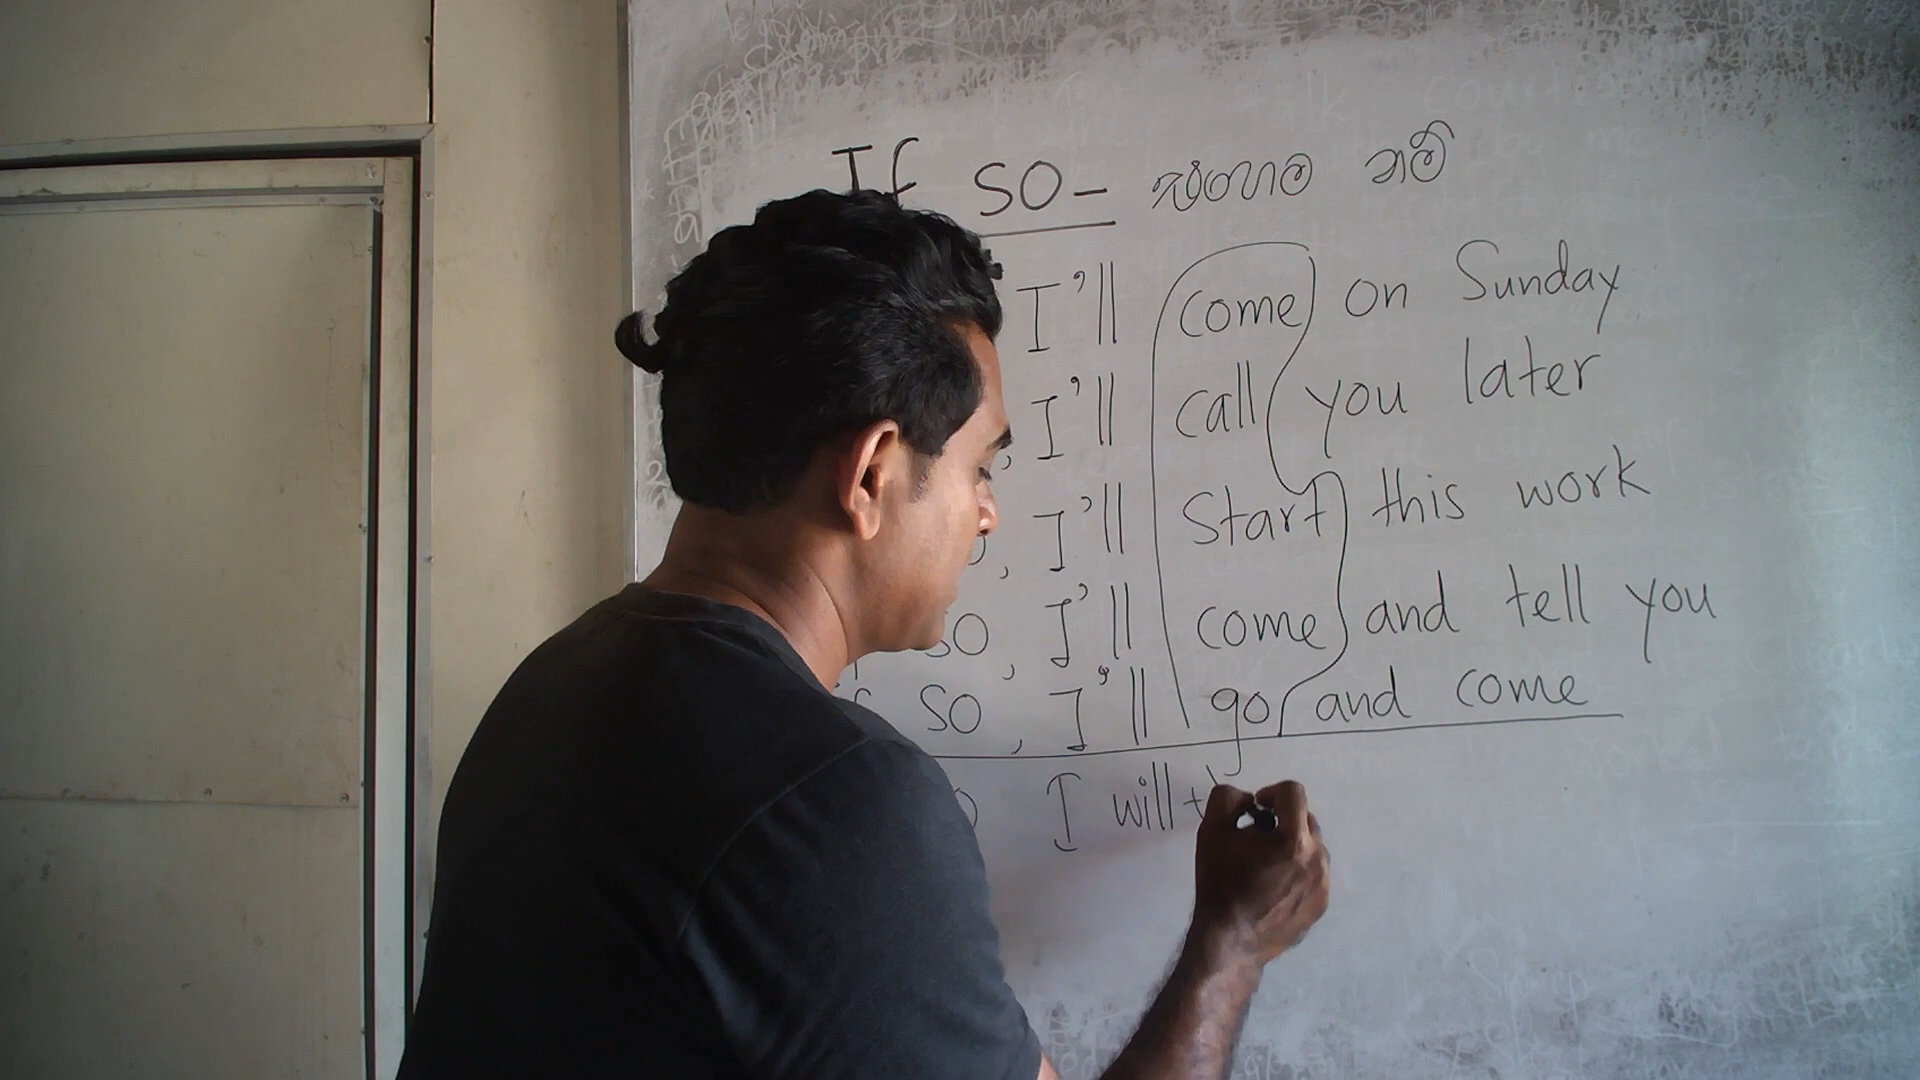 If SO - එහෙම නම්
I'll come on Sunday
, I'll call you later
, I'll Start this work
SO, I'll come and tell you
If SO, I'll go and come
I will